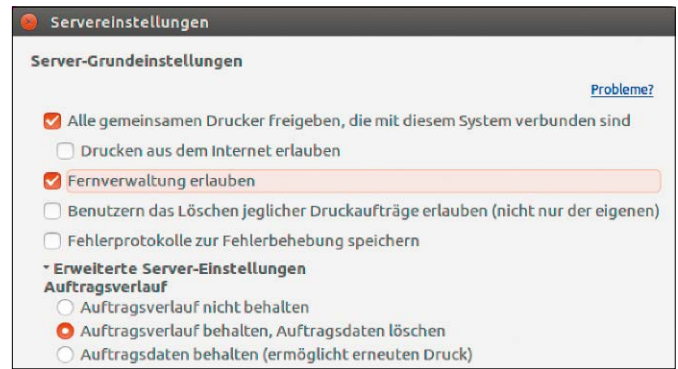 Servereinstellungen
Server-Grundeinstellungen
Probleme?
Alle gemeinsamen Drucker freigeben, die mit diesem System verbunden sind
Drucken aus dem Internet erlauben
Fernverwaltung erlauben
Benutzern das Löschen jeglicher Druckaufträge erlauben (nicht nur der eigenen)
Fehlerprotokolle zur Fehlerbehebung speichern
Erweiterte Server-Einstellungen
Auftragsverlauf
Auftragsverlauf nicht behalten
Auftragsverlauf behalten, Auftragsdaten löschen
Auftragsdaten behalten (ermöglicht erneuten Druck)